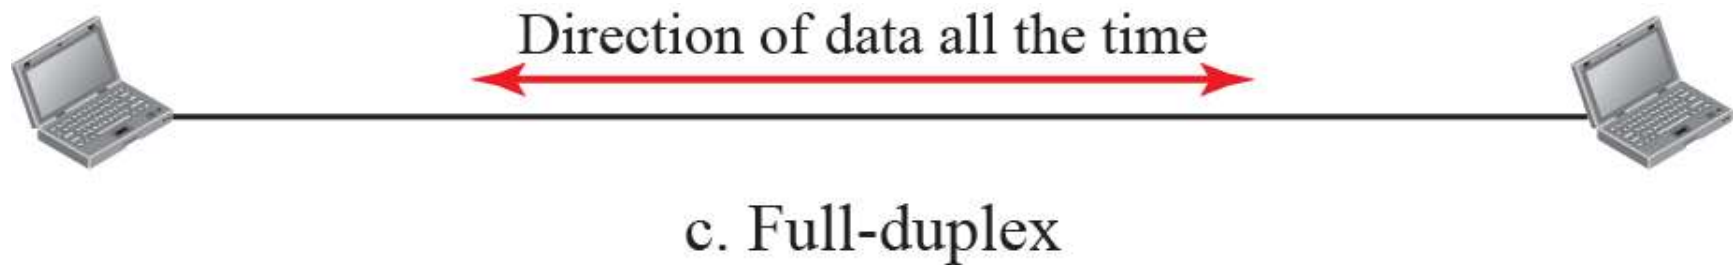 Direction of data all the time
c. Full-duplex